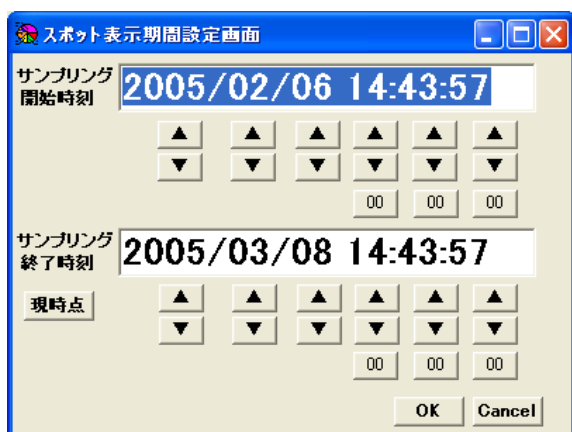 スポット表示期間設定画面
サンプリング
開始時刻
2005/02/06 14:43:57
▲ ▲ ▲ ▲ ▲ ▲
▼ ▼ ▼ ▼ ▼ ▼
00 00 00
サンプリング
終了時刻
2005/03/08 14:43:57
現時点
▲ ▲ ▲ ▲ ▲ ▲
▼ ▼ ▼ ▼ ▼ ▼
00 00 00
OK Cancel